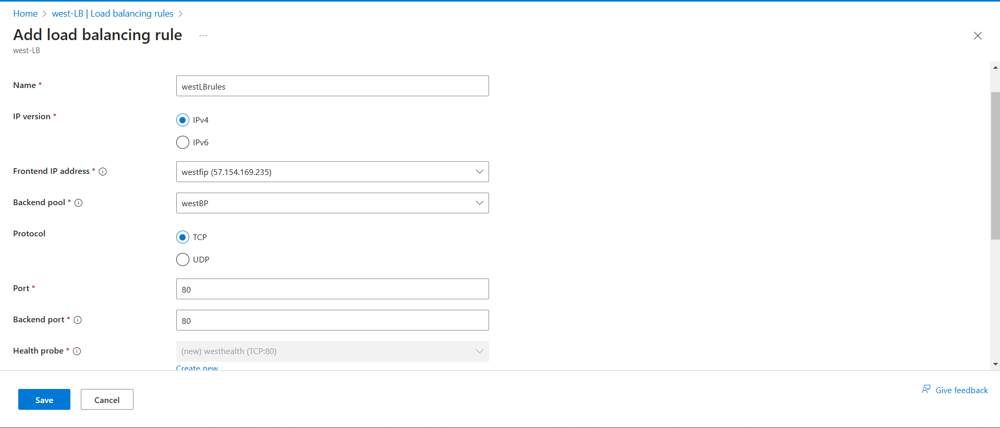 Home > west-LB | Load balancing rules >
Add load balancing rule ...
west-LB
Name *
westLBrules
IP version *
IPv4
IPv6
Frontend IP address *
westfip (57.154.169.235)
Backend pool *
westBP
Protocol
TCP
UDP
Port *
80
Backend port *
80
Health probe *
(new) westhealth (TCP:80)
Create new
Save
Cancel
Give feedback